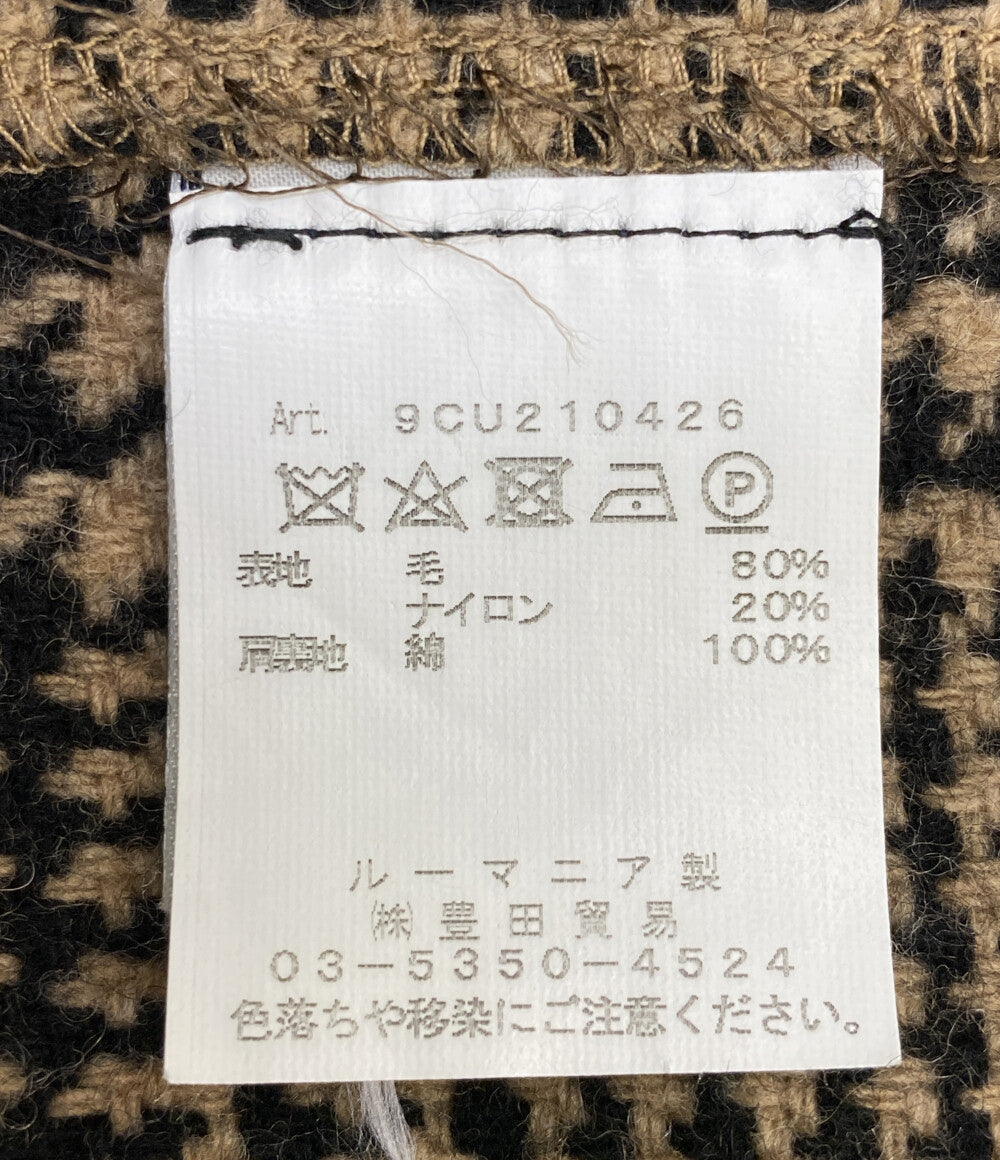 Art. 9CU210426
P
表地 毛 80%
ナイロン 20%
肩裏地 綿 100%
ルーマニア製
㈱豊田貿易
03-5350-4524
色落ちや移染にご注意ください。